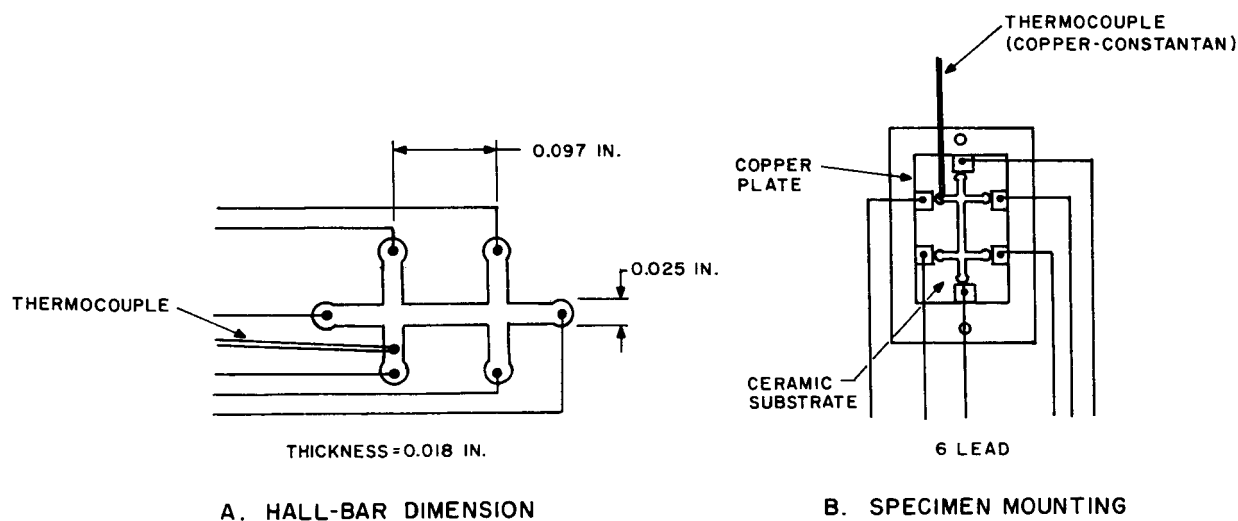 THERMOCOUPLE
(COPPER-CONSTANTAN)
0.097 IN.
COPPER
PLATE
0.025 IN.
THERMOCOUPLE
CERAMIC
SUBSTRATE
THICKNESS=0.018 IN.
6 LEAD
A. HALL-BAR DIMENSION
B. SPECIMEN MOUNTING